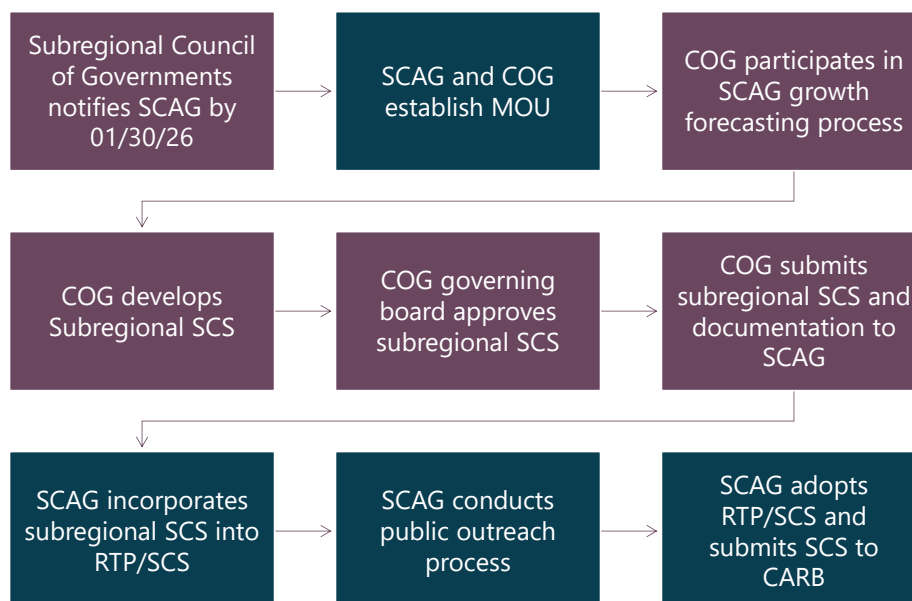 Subregional Council
of Governments
notifies SCAG by
01/30/26
SCAG and COG
establish MOU
COG participates in
SCAG growth
forecasting process
COG develops
Subregional SCS
COG governing
board approves
subregional SCS
COG submits
subregional SCS and
documentation to
SCAG
SCAG incorporates
subregional SCS into
RTP/SCS
SCAG conducts
public outreach
process
SCAG adopts
RTP/SCS and
submits SCS to
CARB